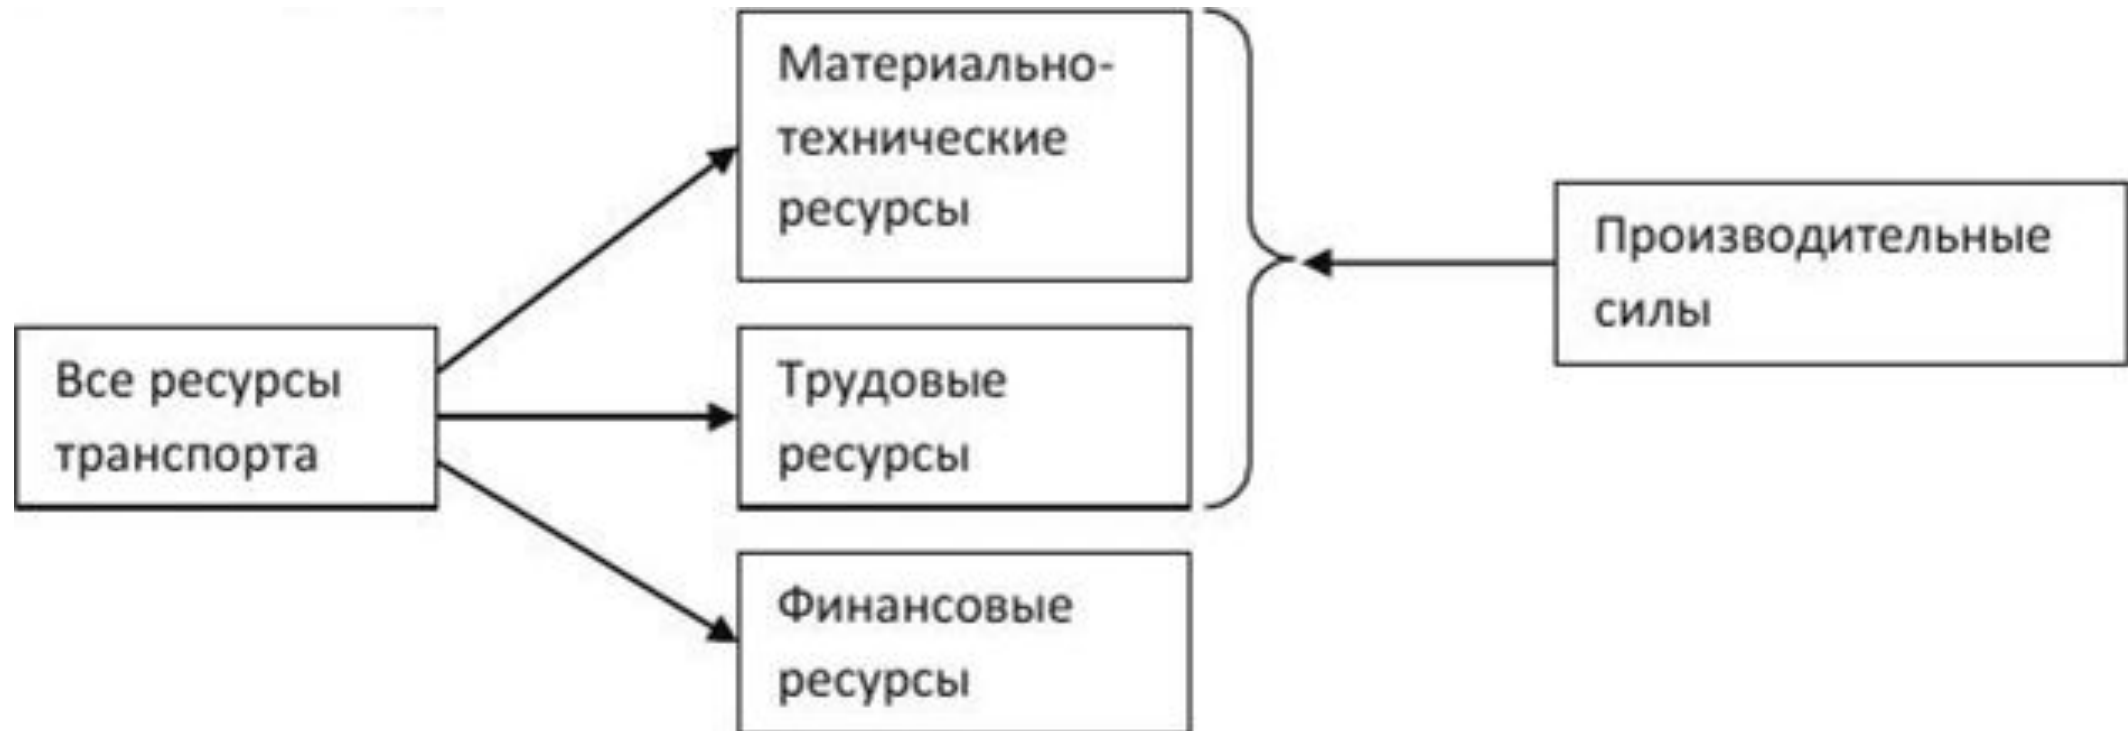 Материально-
технические
ресурсы
Производительные
силы
Все ресурсы
транспорта
Трудовые
ресурсы
Финансовые
ресурсы